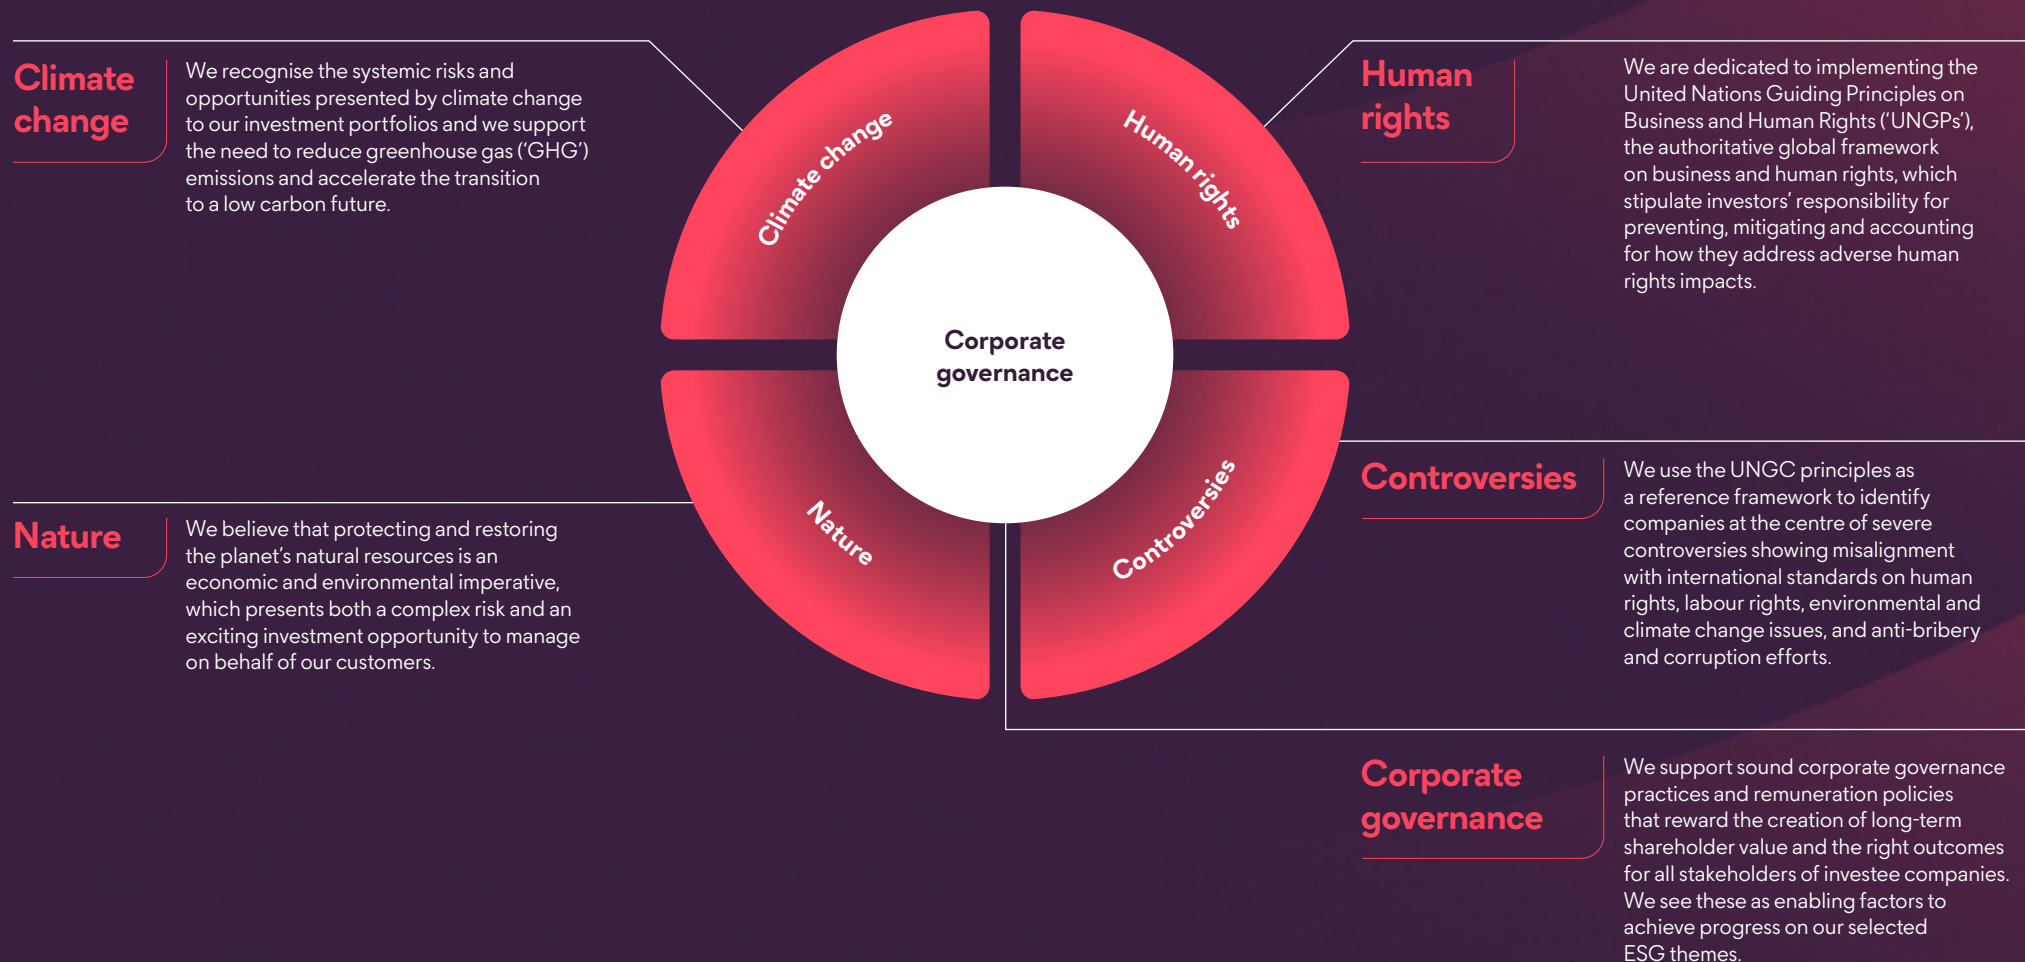 Climate
change
We recognise the systemic risks and
opportunities presented by climate change
to our investment portfolios and we support
the need to reduce greenhouse gas (‘GHG’)
emissions and accelerate the transition
to a low carbon future.
Nature
We believe that protecting and restoring
the planet’s natural resources is an
economic and environmental imperative,
which presents both a complex risk and an
exciting investment opportunity to manage
on behalf of our customers.
Climate change
Human rights
Corporate
governance
Nature
Controversies
Human
rights
We are dedicated to implementing the
United Nations Guiding Principles on
Business and Human Rights (‘UNGPs’),
the authoritative global framework
on business and human rights, which
stipulate investors’ responsibility for
preventing, mitigating and accounting
for how they address adverse human
rights impacts.
Controversies
We use the UNGC principles as
a reference framework to identify
companies at the centre of severe
controversies showing misalignment
with international standards on human
rights, labour rights, environmental and
climate change issues, and anti-bribery
and corruption efforts.
Corporate
governance
We support sound corporate governance
practices and remuneration policies
that reward the creation of long-term
shareholder value and the right outcomes
for all stakeholders of investee companies.
We see these as enabling factors to
achieve progress on our selected
ESG themes.